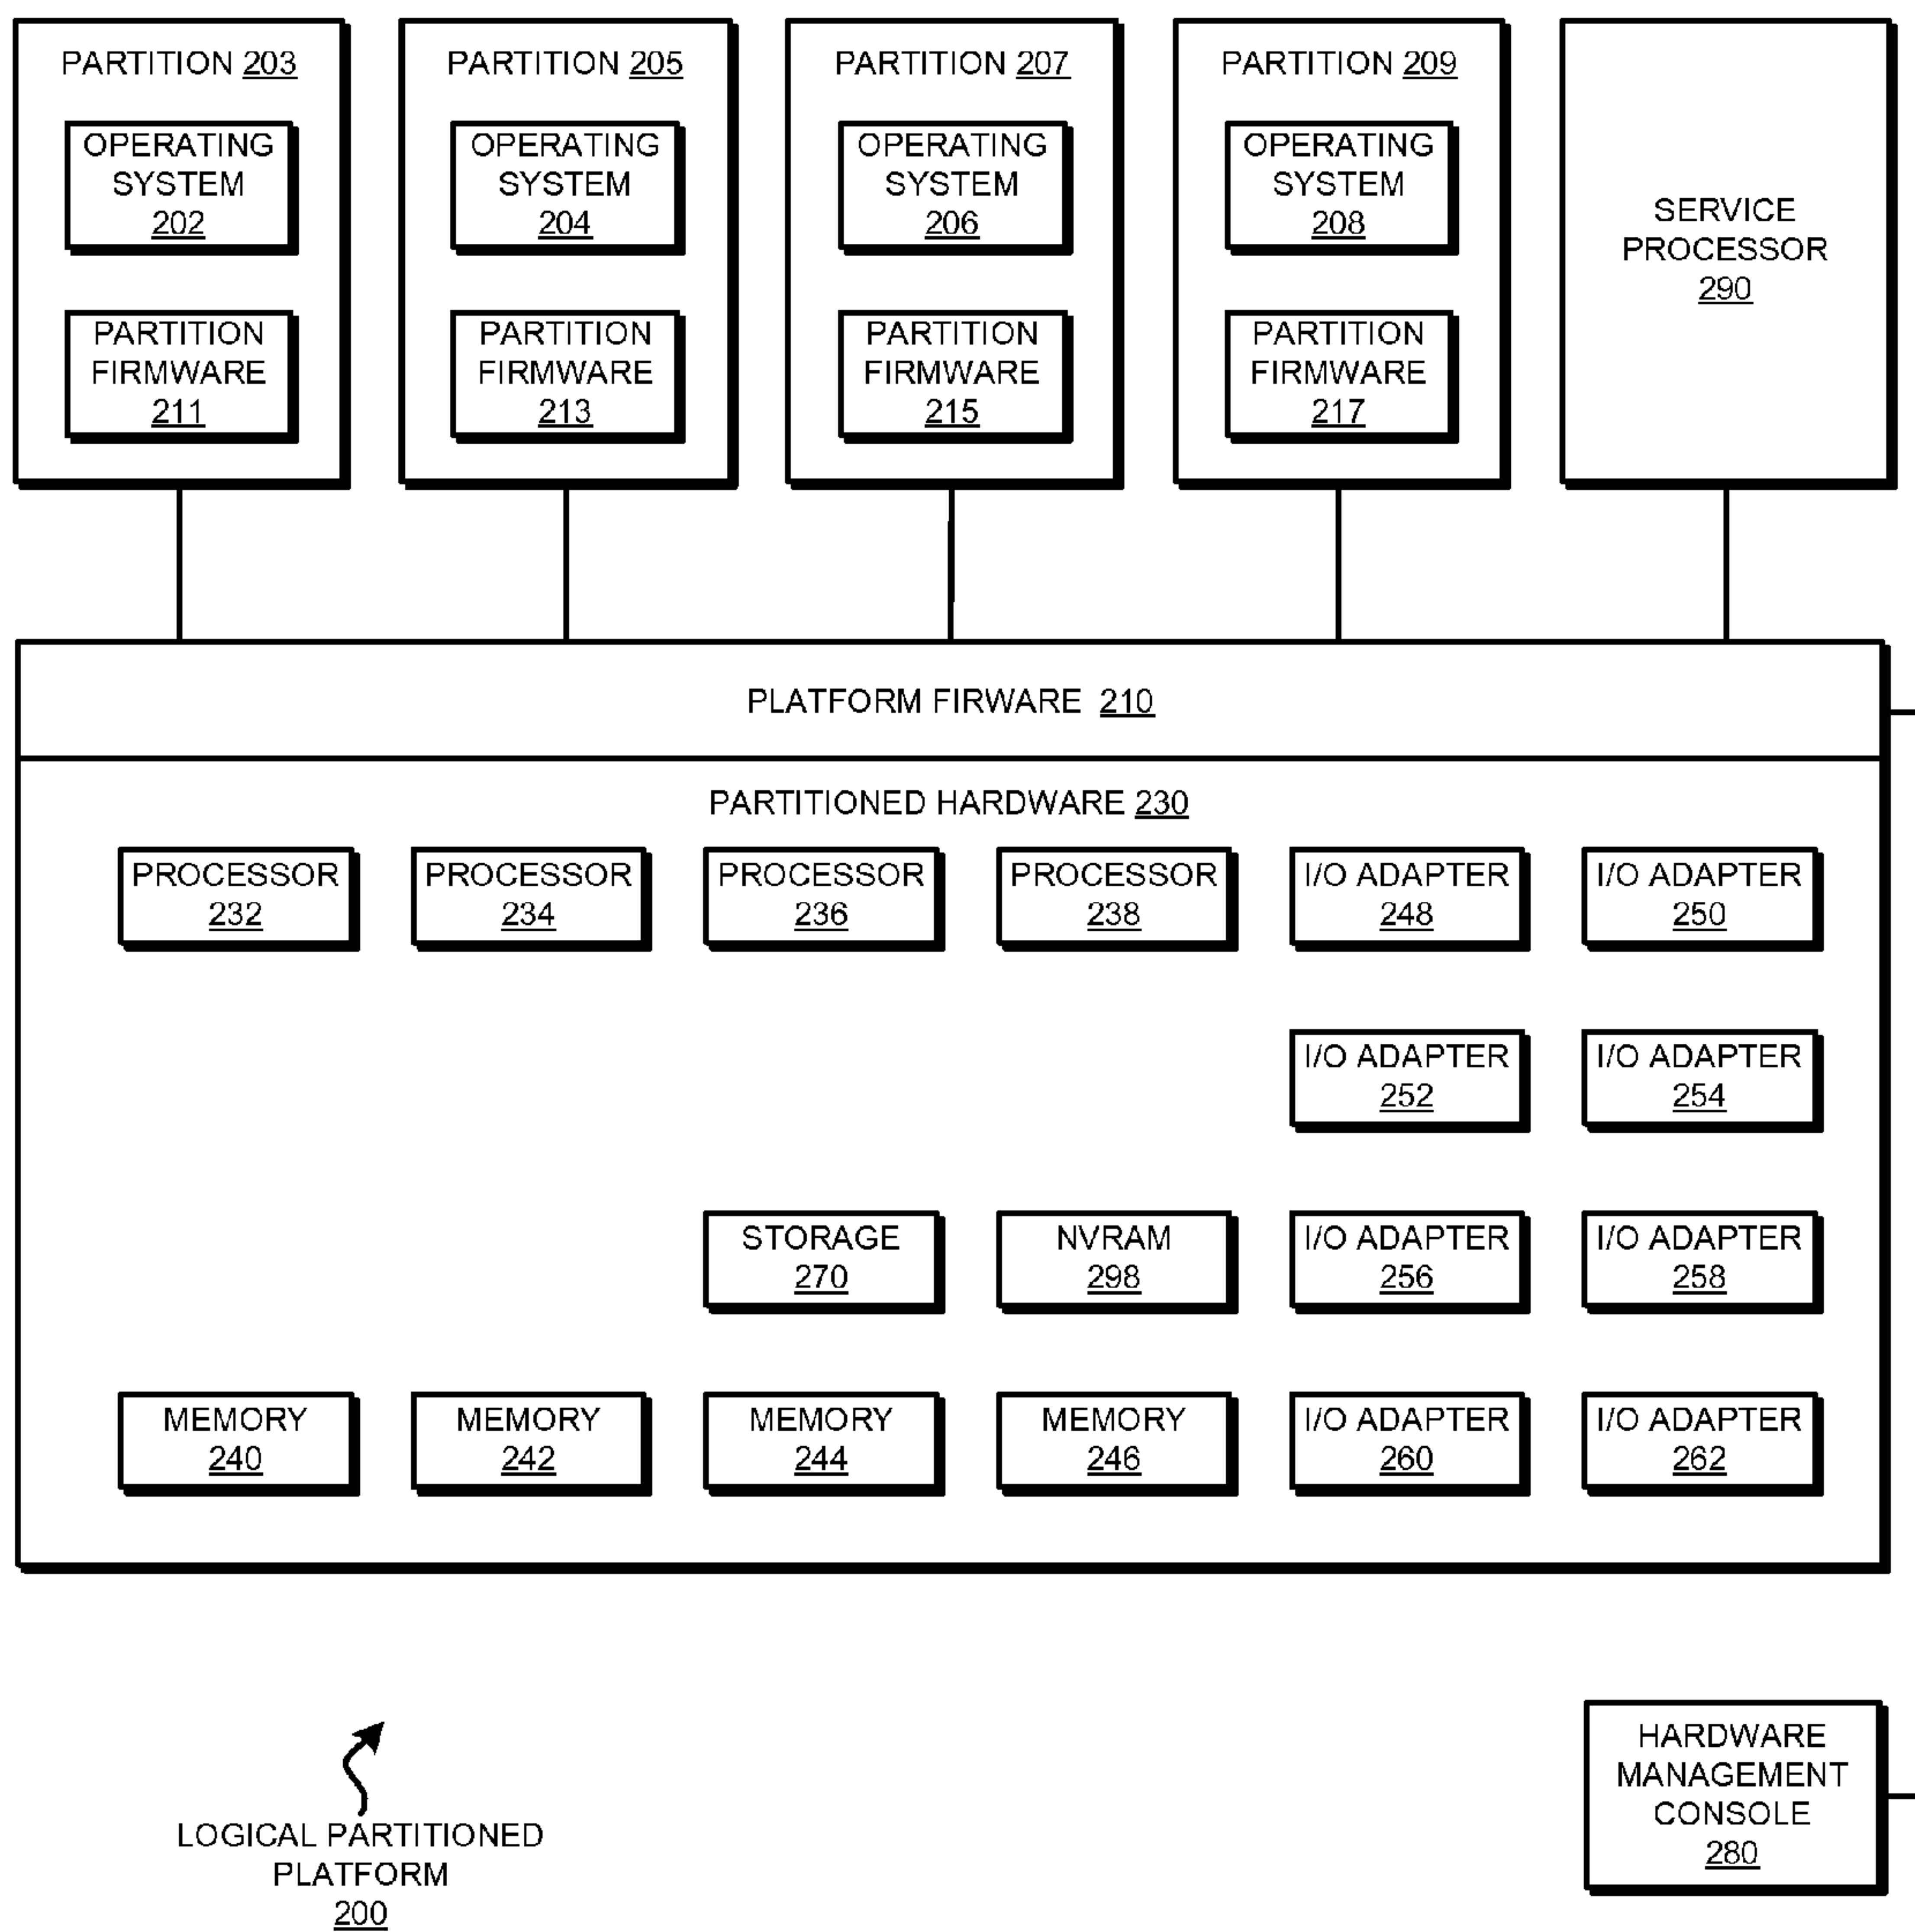 PARTITION 203
OPERATING
SYSTEM
202
PARTITION
FIRMWARE
211
PARTITION 205
OPERATING
SYSTEM
204
PARTITION
FIRMWARE
213
PARTITION 207
OPERATING
SYSTEM
206
PARTITION
FIRMWARE
215
PARTITION 209
OPERATING
SYSTEM
208
PARTITION
FIRMWARE
217
SERVICE
PROCESSOR
290
PLATFORM FIRWARE 210
PARTITIONED HARDWARE 230
PROCESSOR
232
PROCESSOR
234
PROCESSOR
236
PROCESSOR
238
I/O ADAPTER
248
I/O ADAPTER
250
I/O ADAPTER
252
I/O ADAPTER
254
STORAGE
270
NVRAM
298
I/O ADAPTER
256
I/O ADAPTER
258
MEMORY
240
MEMORY
242
MEMORY
244
MEMORY
246
I/O ADAPTER
260
I/O ADAPTER
262
LOGICAL PARTITIONED
PLATFORM
200
HARDWARE
MANAGEMENT
CONSOLE
280